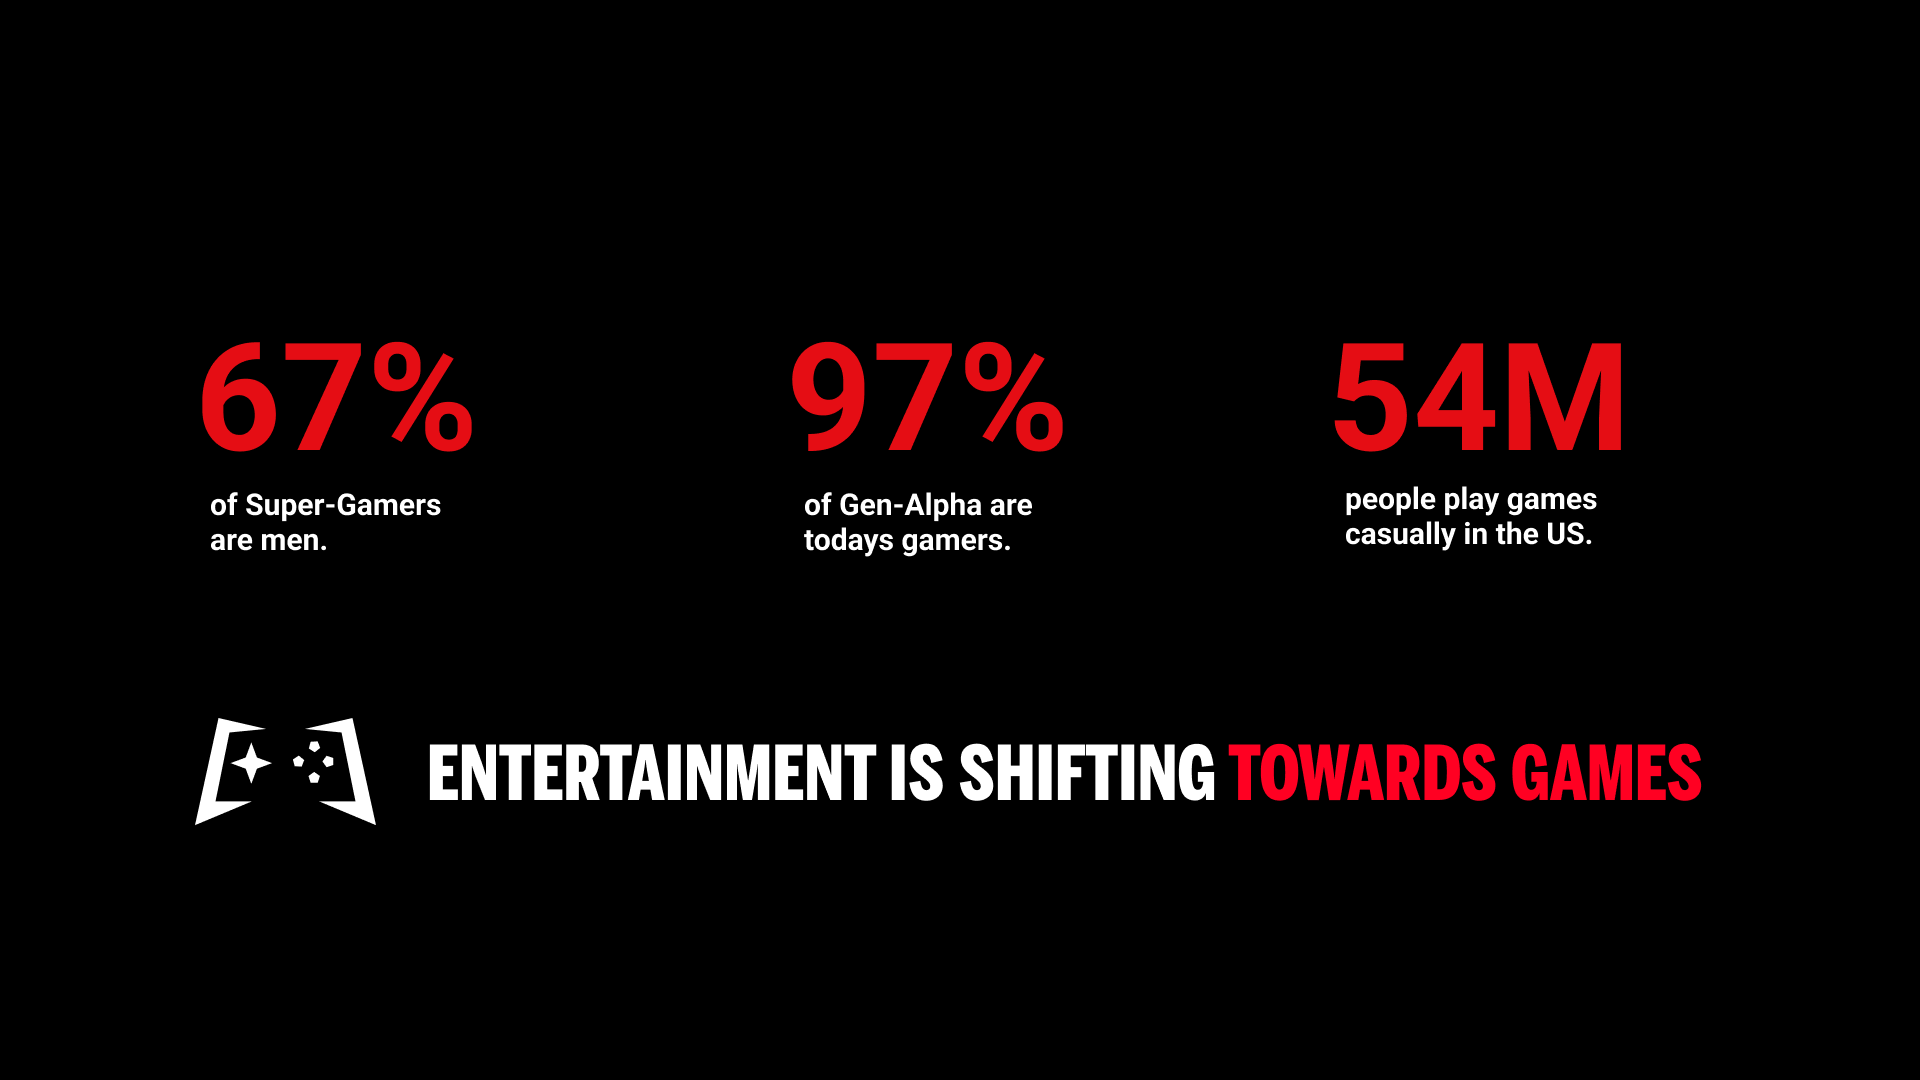 67%
of Super-Gamers
are men.
97%
of Gen-Alpha are
todays gamers.
54M
people play games
casually in the US.
ENTERTAINMENT IS SHIFTING TOWARDS GAMES